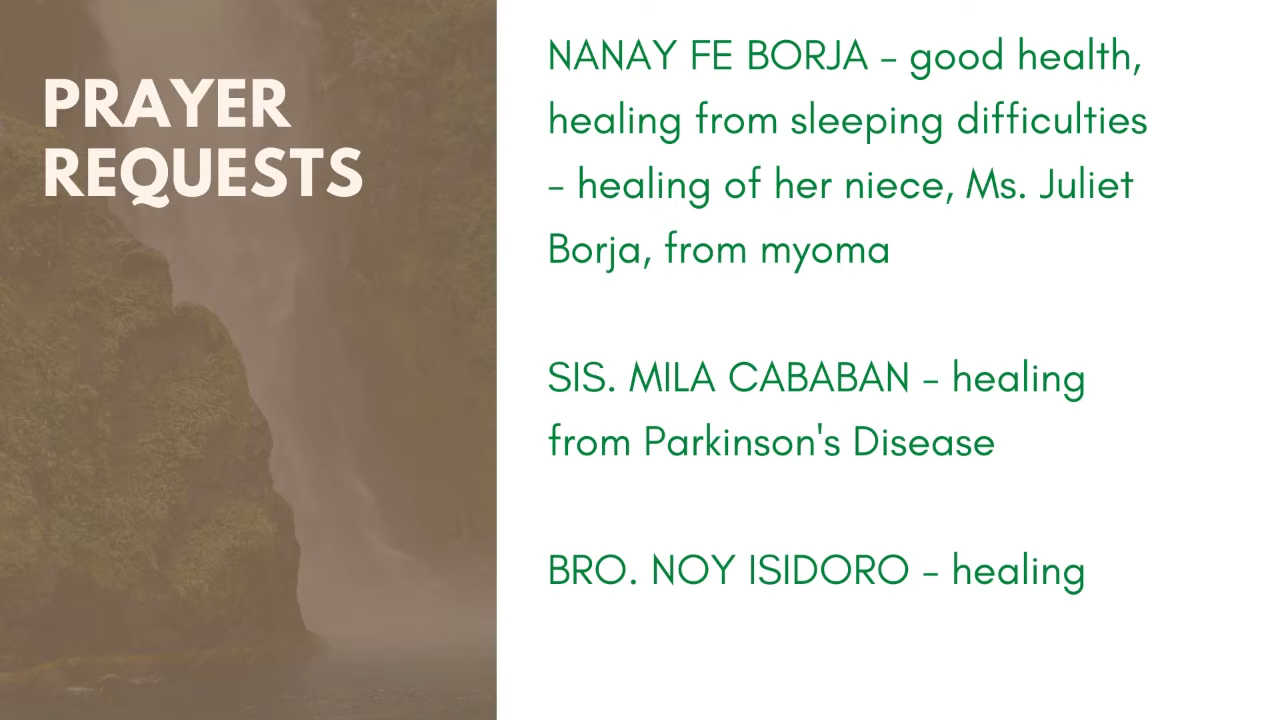 PRAYER
REQUESTS
NANAY FE BORJA – good health,
healing from sleeping difficulties
– healing of her niece, Ms. Juliet
Borja, from myoma
SIS. MILA CABABAN – healing
from Parkinson's Disease
BRO. NOY ISIDORO – healing